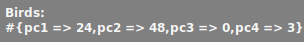 Birds:
#{pc1 => 24,pc2 => 48,pc3 => 0,pc4 => 3}